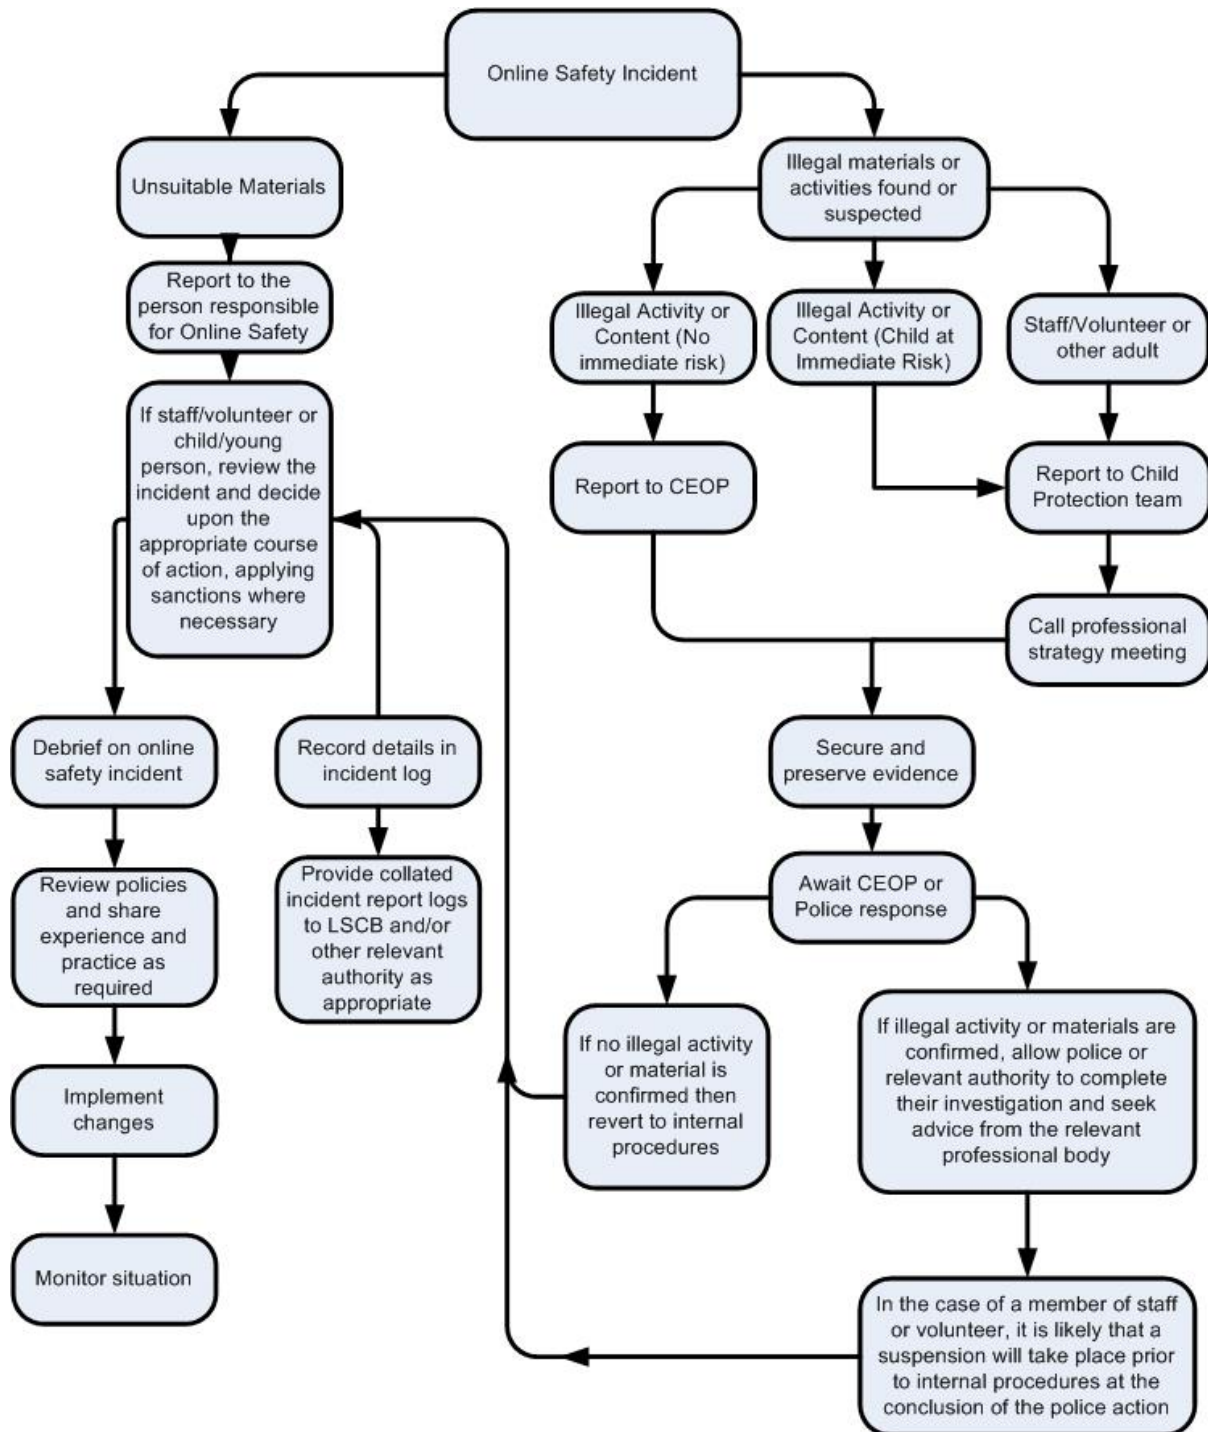 Online Safety Incident
Unsuitable Materials
Report to the
person responsible
for Online Safety
If staff/volunteer or
child/young
person, review the
incident and decide
upon the
appropriate course
of action, applying
sanctions where
necessary
Debrief on online
safety incident
Review policies
and share
experience and
practice as
required
Implement
changes
Monitor situation
Record details in
incident log
Provide collated
incident report logs
to LSCB and/or
other relevant
authority as
appropriate
Illegal materials or
activities found or
suspected
Illegal Activity or
Content (No
immediate risk)
Illegal Activity or
Content (Child at
Immediate Risk)
Staff/Volunteer or
other adult
Report to CEOP
Report to Child
Protection team
Call professional
strategy meeting
Secure and
preserve evidence
Await CEOP or
Police response
If no illegal activity
or material is
confirmed then
revert to internal
procedures
If illegal activity or materials are
confirmed, allow police or
relevant authority to complete
their investigation and seek
advice from the relevant
professional body
In the case of a member of staff
or volunteer, it is likely that a
suspension will take place prior
to internal procedures at the
conclusion of the police action